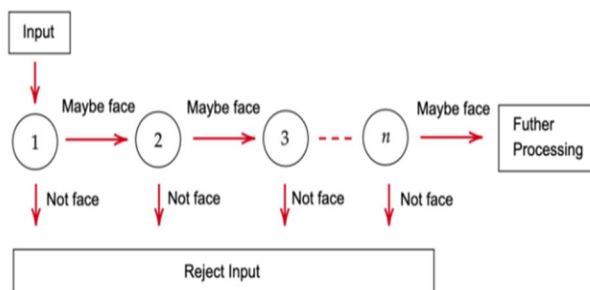 Input
Maybe face
Maybe face
Maybe face
1
2
3
n
Futher
Processing
Not face
Not face
Not face
Not face
Reject Input